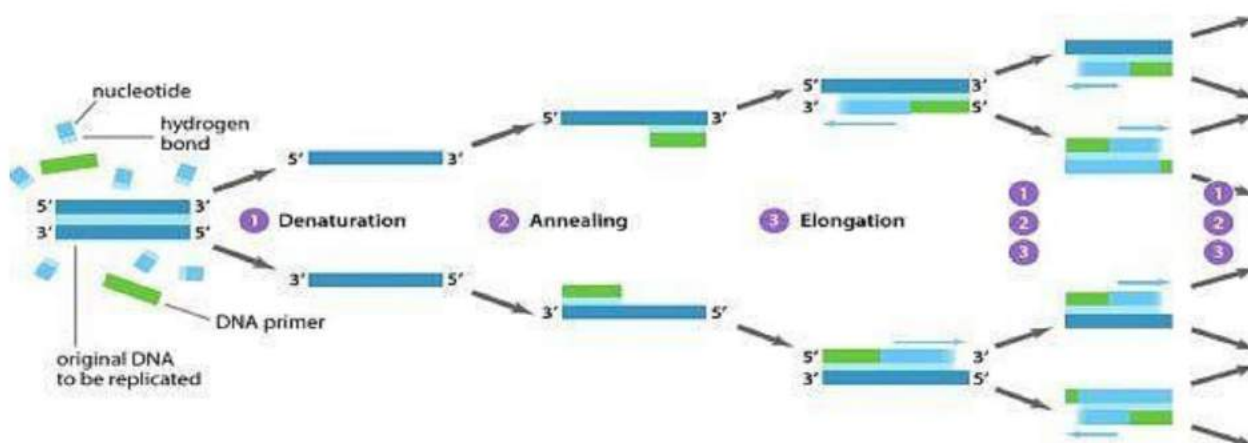 nucleotide
hydrogen
bond
5' 3'
3' 5'
DNA primer
original DNA
to be replicated
1 Denaturation
5' 3'
3' 5'
2 Annealing
5' 3'
3' 5'
3 Elongation
5' 3'
3' 5'
5' 3'
3' 5'
1
2
3
1
2
3